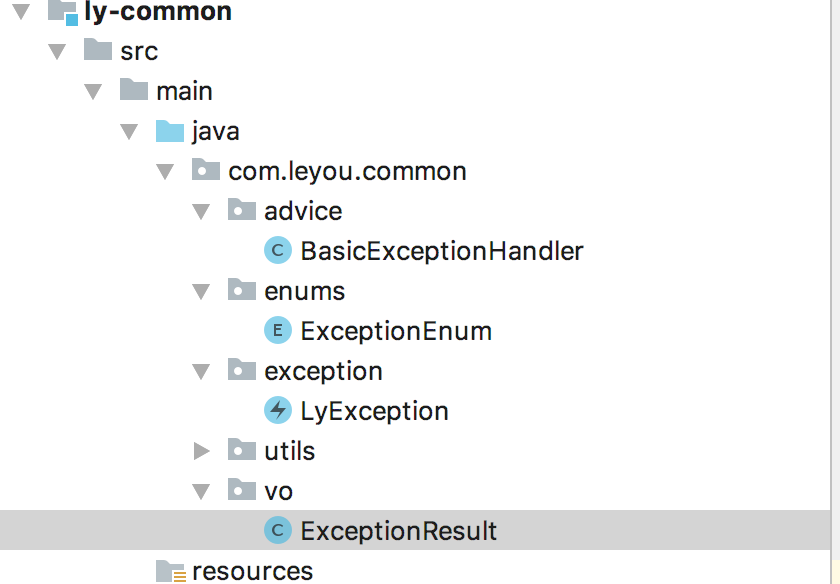 ly-common
src
main
java
com.leyou.common
advice
C BasicExceptionHandler
enums
E ExceptionEnum
exception
LyException
utils
vo
C ExceptionResult
resources